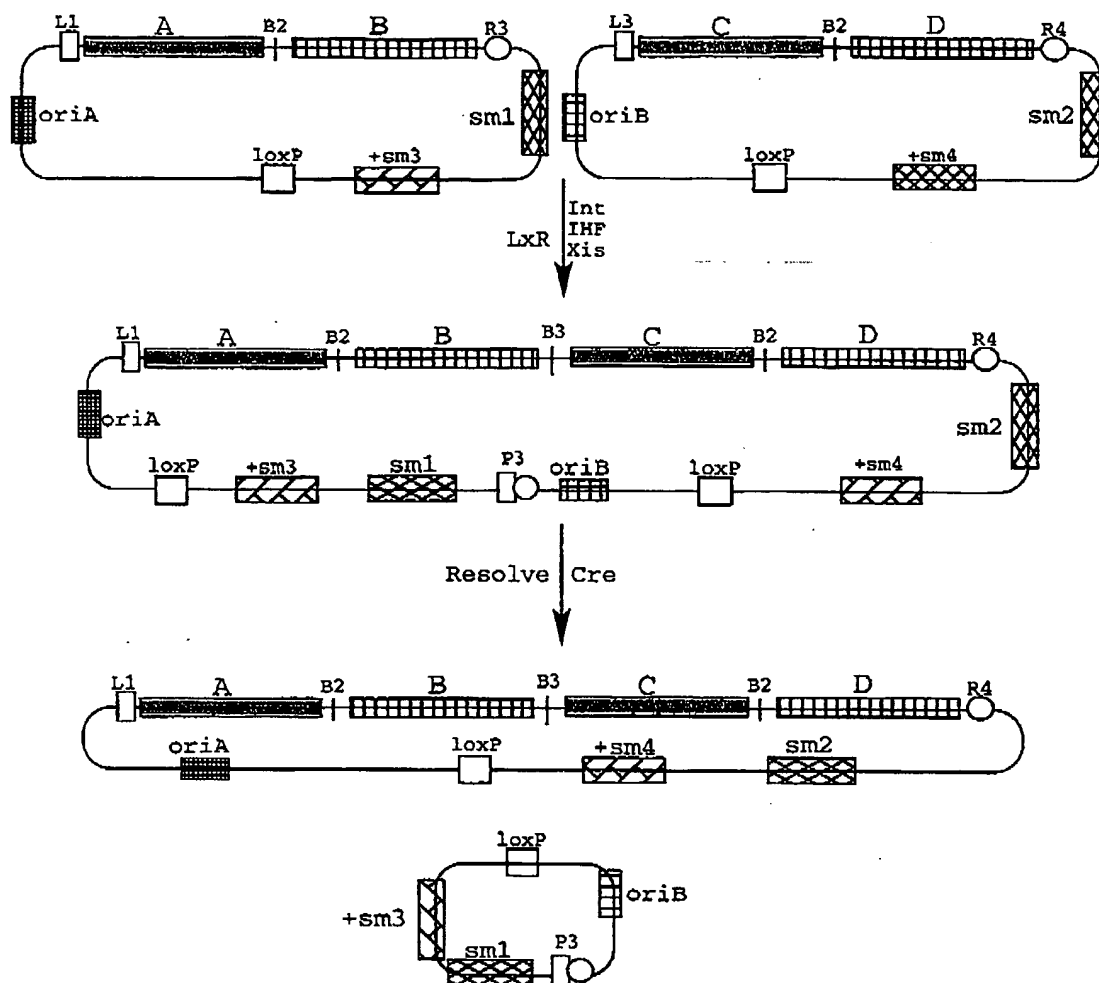 L1 A B2 B R3
L3 C B2 D R4
oriA sm1
oriB sm2
loxP +sm3
loxP +sm4
LxR
Int
IHF
Xis
L1 A B2 B B3 C B2 D R4
oriA sm2
loxP +sm3 sm1 P3 oriB loxP +sm4
Resolve Cre
L1 A B2 B B3 C B2 D R4
oriA loxP +sm4 sm2
loxP
+sm3 oriB
sm1 P3